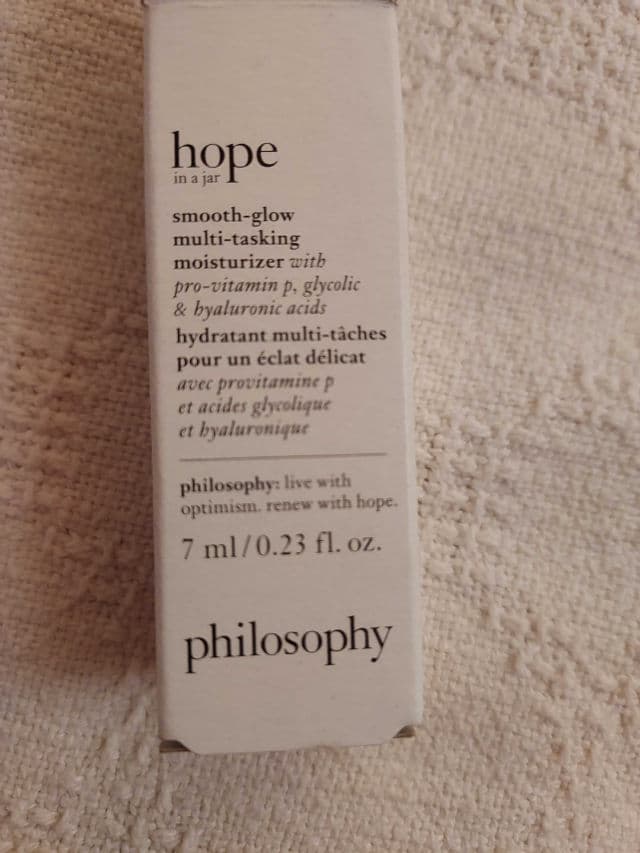 hope
in a jar
smooth-glow
multi-tasking
moisturizer with
pro-vitamin p, glycolic
& hyaluronic acids
hydratant multi-tâches
pour un éclat délicat
avec provitamine p
et acides glycolique
et hyaluronique
philosophy: live with
optimism. renew with hope.
7 ml/0.23 fl. oz.
philosophy